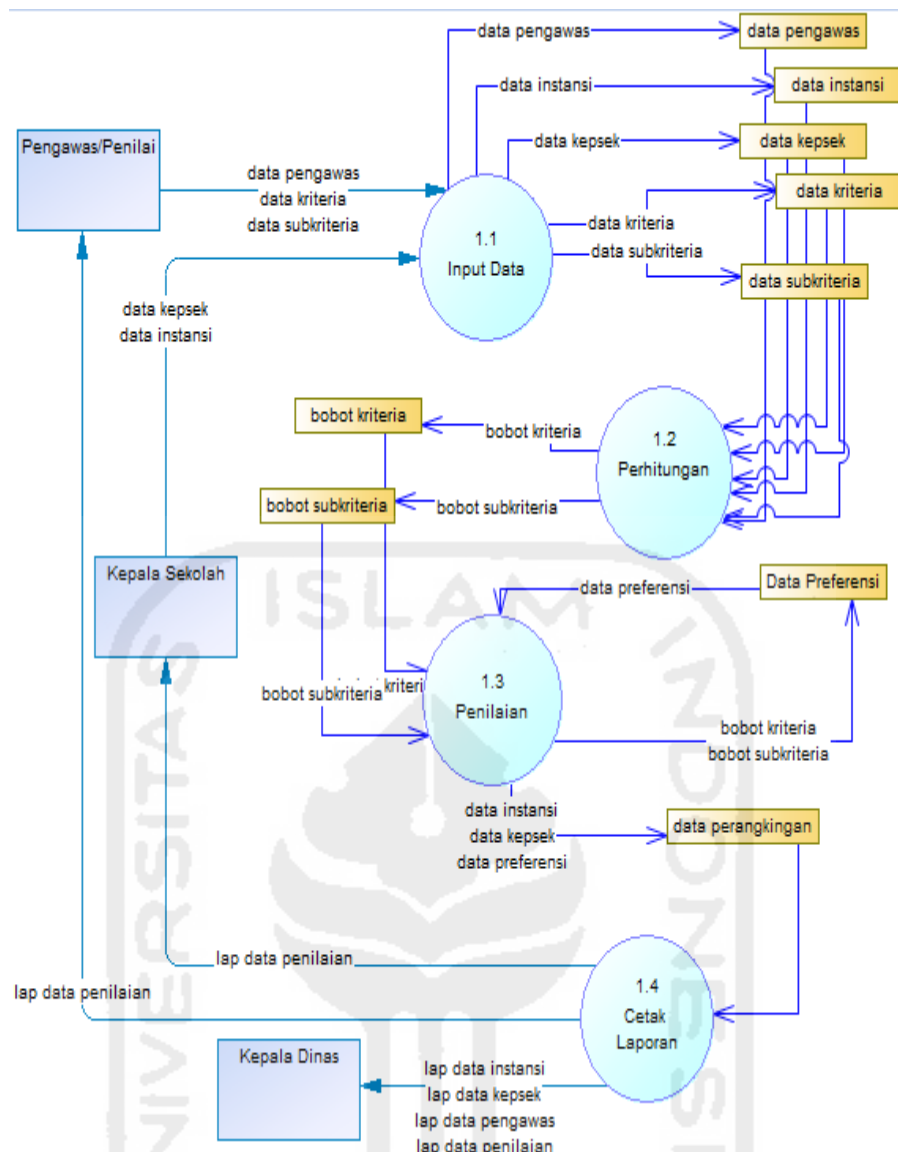 data pengawas
data pengawas
data instansi
data instansi
data kepsek
data kepsek
Pengawas/Penilai
data pengawas
data kriteria
data subkriteria
data kriteria
data kriteria
data subkriteria
data subkriteria
1.1
Input Data
data kepsek
data instansi
bobot kriteria
bobot kriteria
1.2
Perhitungan
bobot subkriteria
bobot subkriteria
Kepala Sekolah
data preferensi
Data Preferensi
bobot subkriteria
kriteri
1.3
Penilaian
bobot kriteria
bobot subkriteria
data instansi
data kepsek
data preferensi
data perangkingan
lap data penilaian
lap data penilaian
1.4
Cetak
Laporan
Kepala Dinas
lap data instansi
lap data kepsek
lap data pengawas
lap data penilaian
UNIVERSITAS
ISLAM
INDONESIA